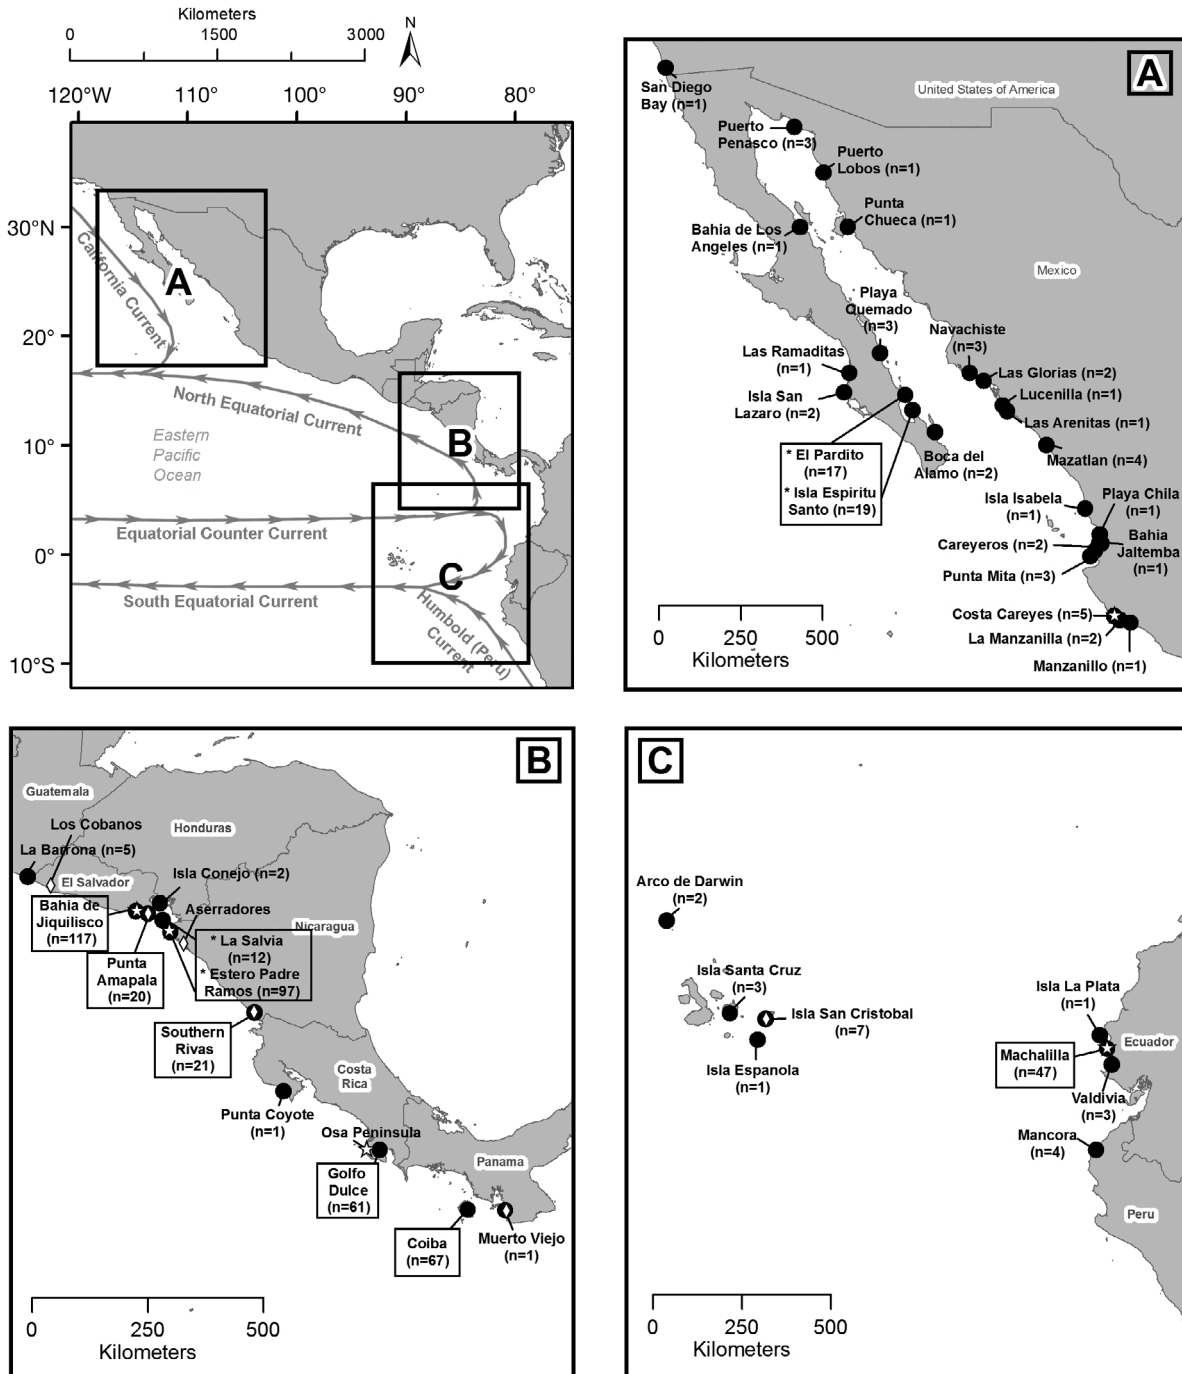 Kilometers
0 1500 3000
N
120°W 110° 100° 90° 80°
30°N
20°
10°
0°
10°S
California Current
A
North Equatorial Current
B
Eastern
Pacific
Ocean
Equatorial Counter Current
C
South Equatorial Current
Humbold (Peru)
Current
A
San Diego
Bay (n=1)
United States of America
Puerto
Penasco (n=3)
Puerto
Lobos (n=1)
Punta
Chueca (n=1)
Bahia de Los
Angeles (n=1)
Mexico
Playa
Quemado
(n=3)
Navachiste
(n=3)
Las Ramaditas
(n=1)
Las Glorias (n=2)
Isla San
Lazaro (n=2)
Lucenilla (n=1)
Las Arenitas (n=1)
* El Pardito
(n=17)
* Isla Espiritu
Santo (n=19)
Boca del
Alamo (n=2)
Mazatlan (n=4)
Isla Isabela
(n=1)
Playa Chila
(n=1)
Careyeros (n=2)
Bahia
Jaltemba
(n=1)
Punta Mita (n=3)
Costa Careyes (n=5)
La Manzanilla (n=2)
Manzanillo (n=1)
0 250 500
Kilometers
B
Guatemala
Los Cobanos
Honduras
La Barrona (n=5)
Isla Conejo (n=2)
El Salvador
Bahia de
Jiquilisco
(n=117)
Aserradores
Nicaragua
* La Salvia
(n=12)
* Estero Padre
Ramos (n=97)
Punta
Amapala
(n=20)
Southern
Rivas
(n=21)
Costa
Rica
Punta Coyote
(n=1)
Osa Peninsula
Golfo
Dulce
(n=61)
Panama
Coiba
(n=67)
Muerto Viejo
(n=1)
0 250 500
Kilometers
C
Arco de Darwin
(n=2)
Isla Santa Cruz
(n=3)
Isla San Cristobal
(n=7)
Isla Espanola
(n=1)
Isla La Plata
(n=1)
Ecuador
Machalilla
(n=47)
Valdivia
(n=3)
Mancora
(n=4)
Peru
0 250 500
Kilometers